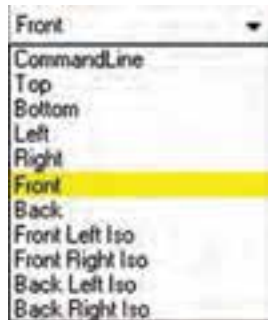 Front
CommandLine
Top
Bottom
Left
Right
Front
Back
Front Left Iso
Front Right Iso
Back Left Iso
Back Right Iso